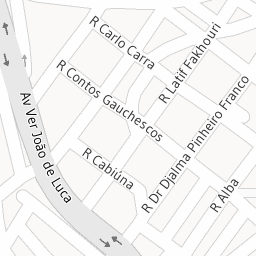 R Carlo Carra
R Latif Fakhouri
R Contos Gauchescos
Av Ver João de Luca
R Cabiúna
R Dr Djalma Pinheiro Franco
R Alba